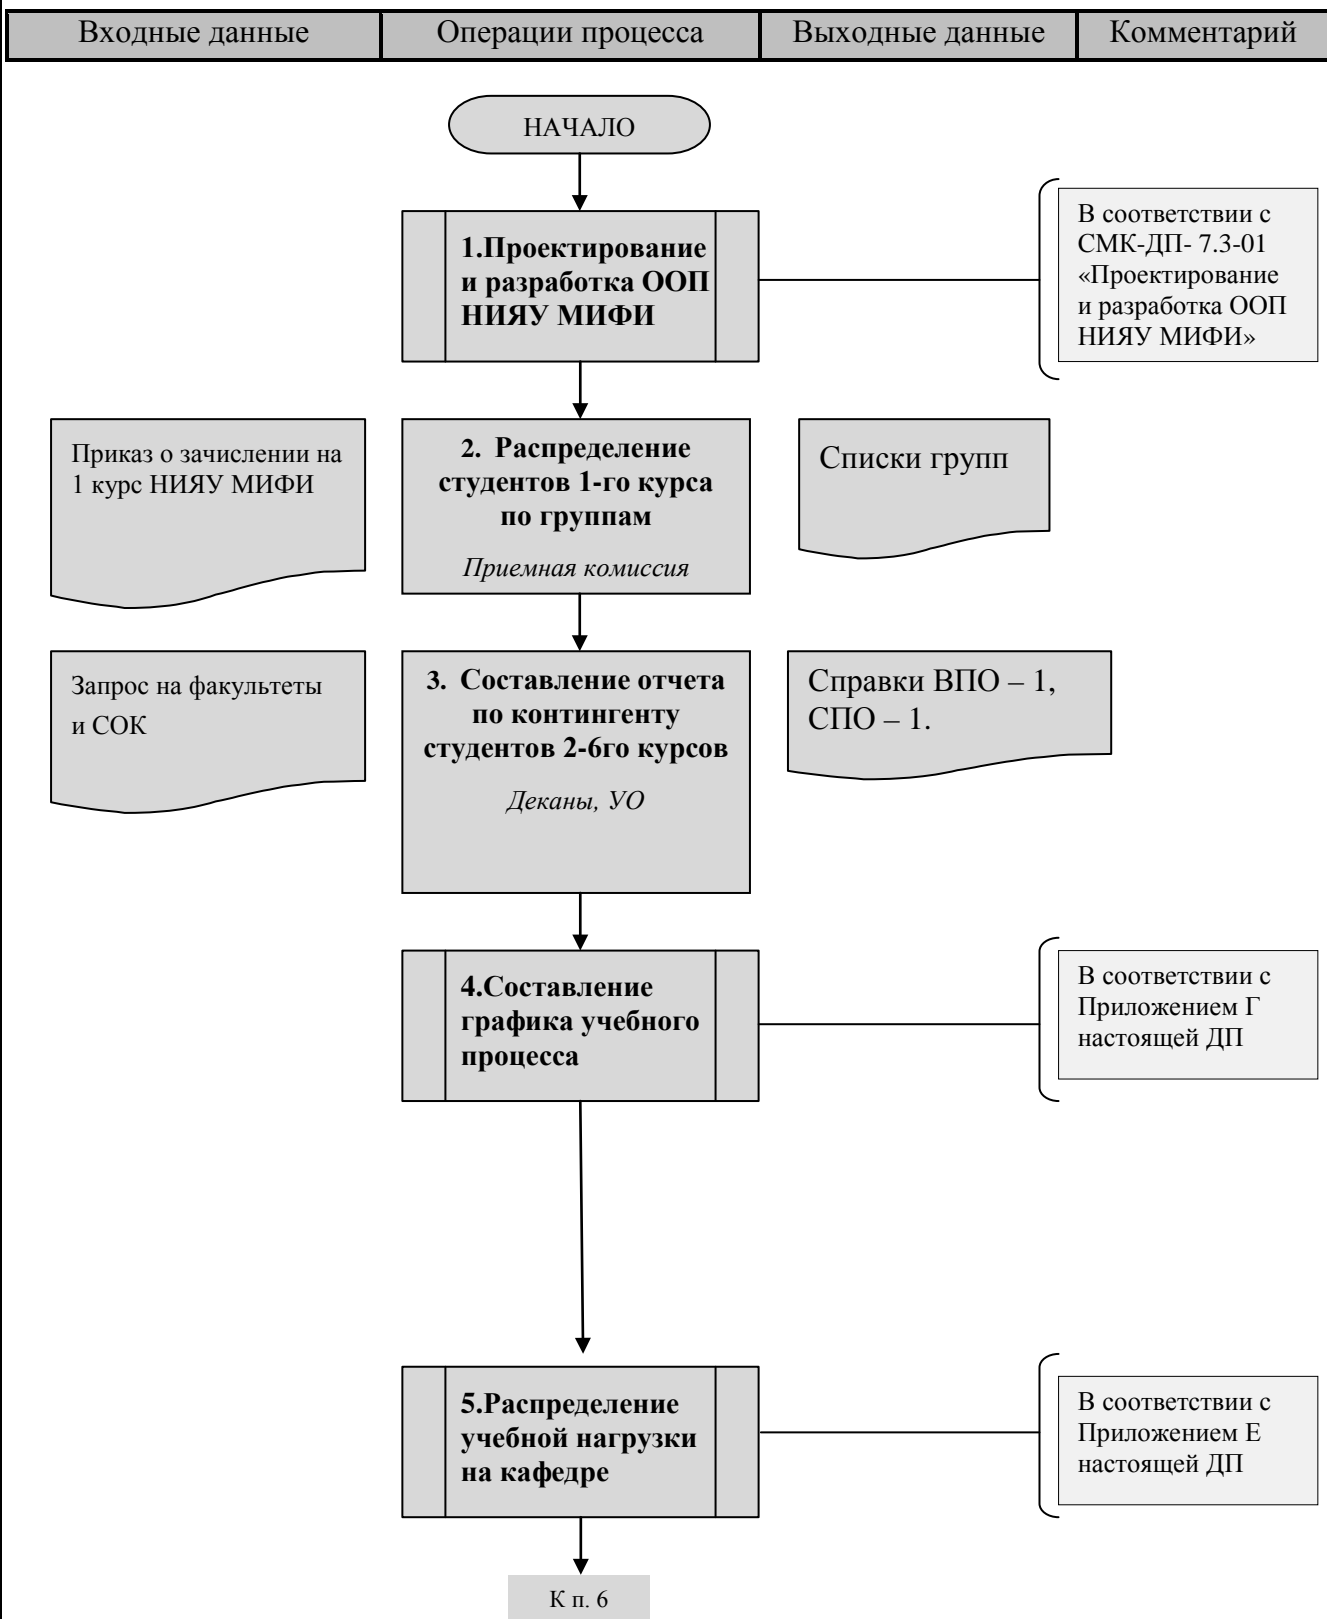 Входные данные
Операции процесса
Выходные данные
Комментарий
НАЧАЛО
1.Проектирование
и разработка ООП
НИЯУ МИФИ
В соответствии с
СМК-ДП- 7.3-01
«Проектирование
и разработка ООП
НИЯУ МИФИ»
Приказ о зачислении на
1 курс НИЯУ МИФИ
2. Распределение
студентов 1-го курса
по группам
Приемная комиссия
Списки групп
Запрос на факультеты
и СОК
3. Составление отчета
по контингенту
студентов 2-6го курсов
Деканы, УО
Справки ВПО – 1,
СПО – 1.
4.Составление
графика учебного
процесса
В соответствии с
Приложением Г
настоящей ДП
5.Распределение
учебной нагрузки
на кафедре
В соответствии с
Приложением Е
настоящей ДП
К п. 6